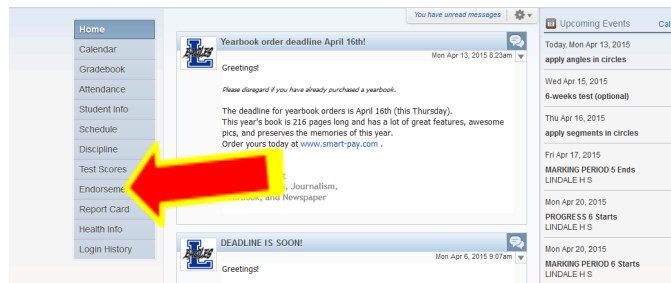 You have unread messages
Home
Calendar
Gradebook
Attendance
Student Info
Schedule
Discipline
Test Scores
Report Card
Health Info
Login History
EAGLES
L
Yearbook order deadline April 16th!
Mon Apr 13, 2015 8:23am
Greetings!
Please disregard if you have already purchased a yearbook.
The deadline for yearbook orders is April 16th (this Thursday).
This year's book is 216 pages long and has a lot of great features, awesome
pics, and preserves the memories of this year.
Order yours today at www.smart-pay.com .
, Journalism,
, and Newspaper
EAGLES
L
DEADLINE IS SOON!
Mon Apr 6, 2015 9:07am
Greetings!
Upcoming Events
Today, Mon Apr 13, 2015
apply angles in circles
Wed Apr 15, 2015
6-weeks test (optional)
Thu Apr 16, 2015
apply segments in circles
Fri Apr 17, 2015
MARKING PERIOD 5 Ends
LINDALE H S
Mon Apr 20, 2015
PROGRESS 6 Starts
LINDALE H S
Mon Apr 20, 2015
MARKING PERIOD 6 Starts
LINDALE H S